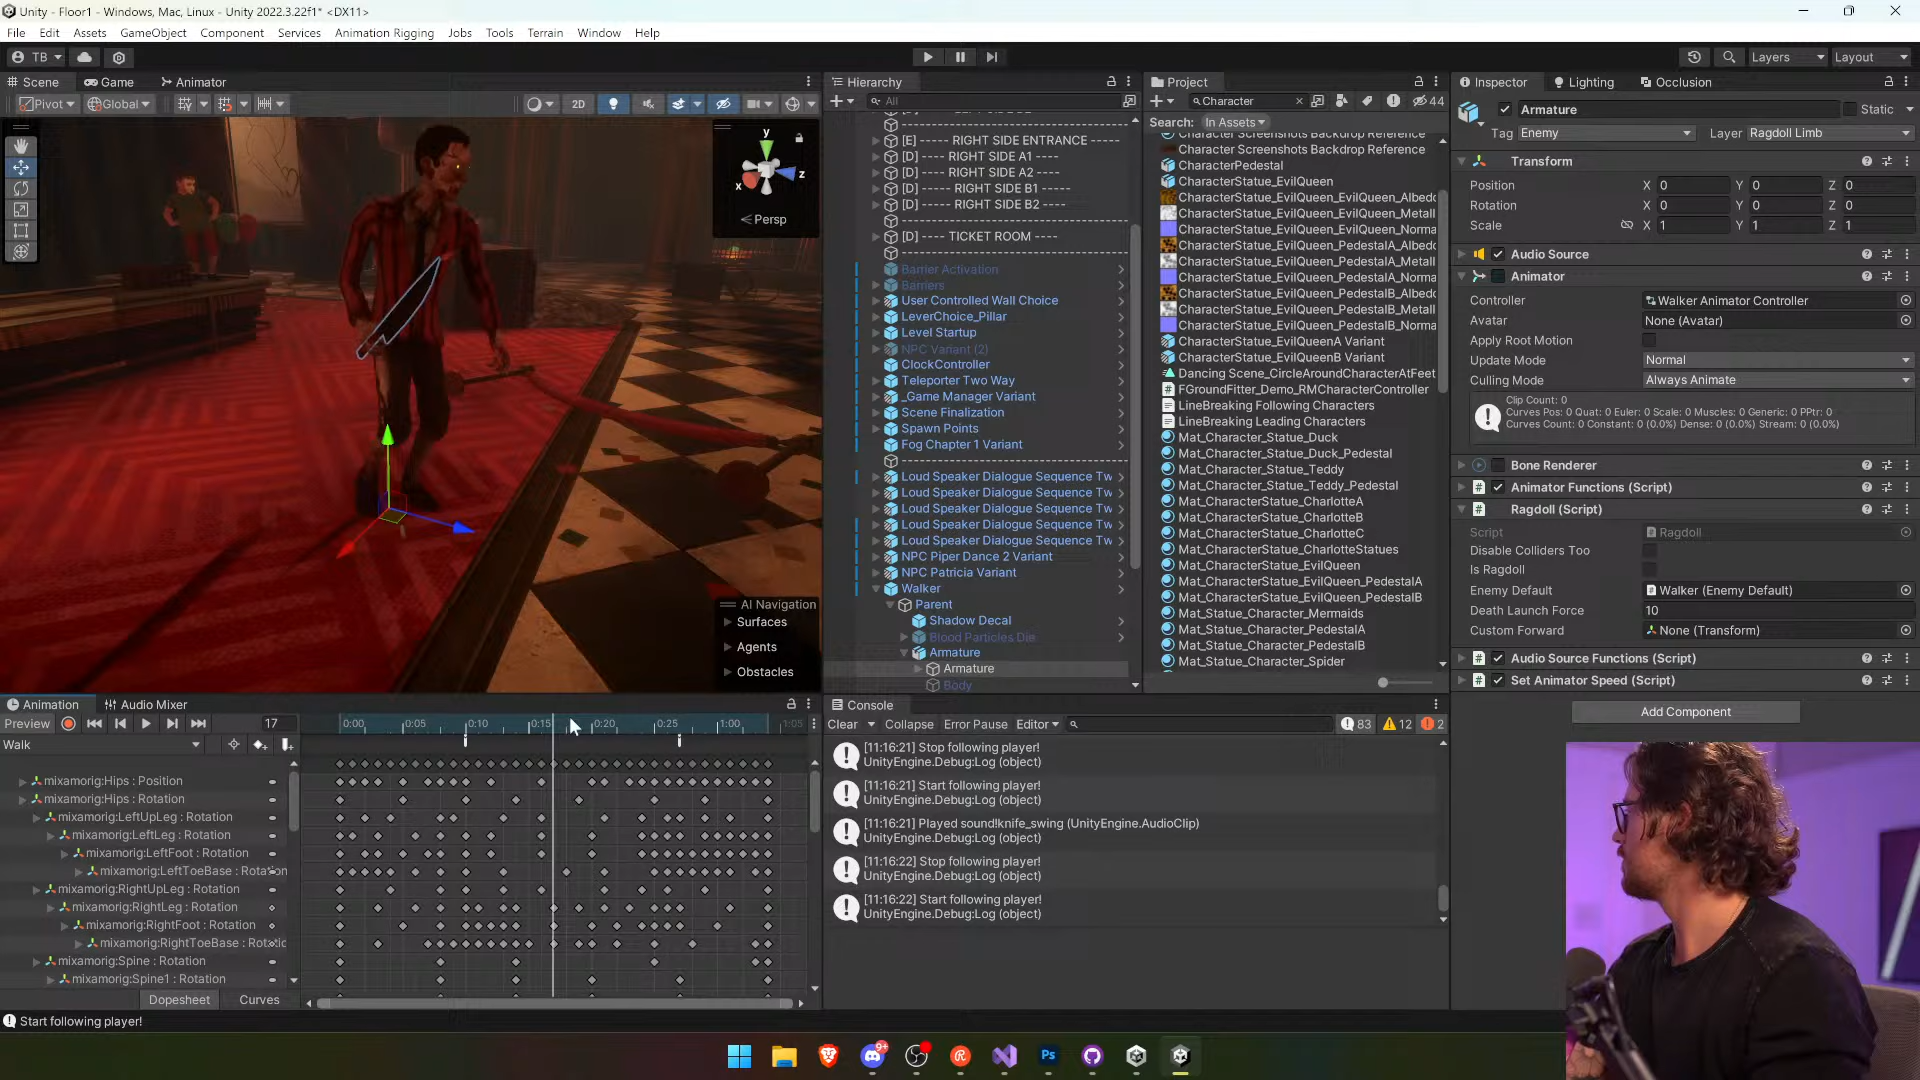 Unity - Floor1 - Windows, Mac, Linux - Unity 2022.3.22f1* <DX11>
File Edit Assets GameObject Component Services Animation Rigging Jobs Tools Terrain Window Help
TB Layers Layout
Scene Game Animator
Pivot Global 2D
y
z
x
Persp
AI Navigation
Surfaces
Agents
Obstacles
Hierarchy
All
[E] ---- RIGHT SIDE ENTRANCE -----
[D] ---- RIGHT SIDE A1 ----
[D] ---- RIGHT SIDE A2 ----
[D] ----- RIGHT SIDE B1 -----
[D] ----- RIGHT SIDE B2 ----
[D] ---- TICKET ROOM ----
Barrier Activation
Barriers
User Controlled Wall Choice
LeverChoice_Pillar
Level Startup
NPC Variant (2)
ClockController
Teleporter Two Way
_Game Manager Variant
Scene Finalization
Spawn Points
Fog Chapter 1 Variant
Loud Speaker Dialogue Sequence Tw
Loud Speaker Dialogue Sequence Tw
Loud Speaker Dialogue Sequence Tw
Loud Speaker Dialogue Sequence Tw
Loud Speaker Dialogue Sequence Tw
NPC Piper Dance 2 Variant
NPC Patricia Variant
Walker
Parent
Shadow Decal
Blood Particles Die
Armature
Armature
Body
Project
Character 44
Search: In Assets
Character Screenshots Backdrop Reference
Character Screenshots Backdrop Reference
CharacterPedestal
CharacterStatue_EvilQueen
CharacterStatue_EvilQueen_EvilQueen_Albedo
CharacterStatue_EvilQueen_EvilQueen_Metall
CharacterStatue_EvilQueen_EvilQueen_Norma
CharacterStatue_EvilQueen_PedestalA_Albedo
CharacterStatue_EvilQueen_PedestalA_Metall
CharacterStatue_EvilQueen_PedestalA_Norma
CharacterStatue_EvilQueen_PedestalB_Albedo
CharacterStatue_EvilQueen_PedestalB_Metall
CharacterStatue_EvilQueen_PedestalB_Norma
CharacterStatue_EvilQueenA Variant
CharacterStatue_EvilQueenB Variant
Dancing Scene_CircleAroundCharacterAtFeet
FGroundFitter_Demo_RMCharacterController
LineBreaking Following Characters
LineBreaking Leading Characters
Mat_Character_Statue_Duck
Mat_Character_Statue_Duck_Pedestal
Mat_Character_Statue_Teddy
Mat_Character_Statue_Teddy_Pedestal
Mat_CharacterStatue_CharlotteA
Mat_CharacterStatue_CharlotteB
Mat_CharacterStatue_CharlotteC
Mat_CharacterStatue_CharlotteStatues
Mat_CharacterStatue_EvilQueen
Mat_CharacterStatue_EvilQueen_PedestalA
Mat_CharacterStatue_EvilQueen_PedestalB
Mat_Statue_Character_Mermaids
Mat_Statue_Character_PedestalA
Mat_Statue_Character_PedestalB
Mat_Statue_Character_Spider
Inspector Lighting Occlusion
Armature Static
Tag Enemy Layer Ragdoll Limb
Transform
Position X 0 Y 0 Z 0
Rotation X 0 Y 0 Z 0
Scale X 1 Y 1 Z 1
Audio Source
Animator
Controller Walker Animator Controller
Avatar None (Avatar)
Apply Root Motion
Update Mode Normal
Culling Mode Always Animate
Clip Count: 0
Curves Pos: 0 Quat: 0 Euler: 0 Scale: 0 Muscles: 0 Generic: 0 PPtr: 0
Curves Count: 0 Constant: 0 (0.0%) Dense: 0 (0.0%) Stream: 0 (0.0%)
Bone Renderer
Animator Functions (Script)
Ragdoll (Script)
Script Ragdoll
Disable Colliders Too
Is Ragdoll
Enemy Default Walker (Enemy Default)
Death Launch Force 10
Custom Forward None (Transform)
Audio Source Functions (Script)
Set Animator Speed (Script)
Add Component
Animation Audio Mixer
Preview 17 0:00 0:05 0:10 0:15 0:20 0:25 1:00 1:05
Walk
mixamorig:Hips : Position
mixamorig:Hips : Rotation
mixamorig:LeftUpLeg : Rotation
mixamorig:LeftLeg : Rotation
mixamorig:LeftFoot : Rotation
mixamorig:LeftToeBase : Rotation
mixamorig:RightUpLeg : Rotation
mixamorig:RightLeg : Rotation
mixamorig:RightFoot : Rotation
mixamorig:RightToeBase : Rotatic
mixamorig:Spine : Rotation
mixamorig:Spine1 : Rotation
Dopesheet Curves
Console
Clear Collapse Error Pause Editor 83 12 2
[11:16:21] Stop following player!
UnityEngine.Debug:Log (object)
[11:16:21] Start following player!
UnityEngine.Debug:Log (object)
[11:16:21] Played sound!knife_swing (UnityEngine.AudioClip)
UnityEngine.Debug:Log (object)
[11:16:22] Stop following player!
UnityEngine.Debug:Log (object)
[11:16:22] Start following player!
UnityEngine.Debug:Log (object)
Start following player!
9+
Ps